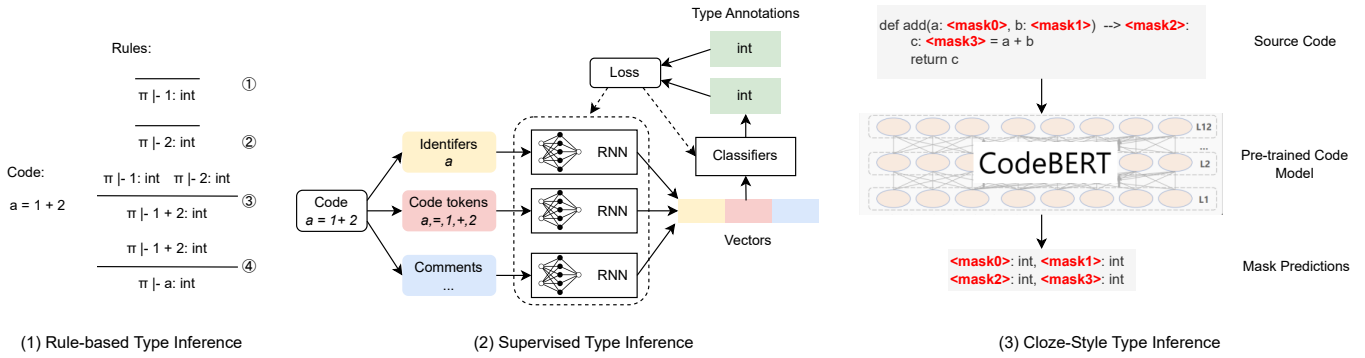 Rules:
π |- 1: int
①
π |- 2: int
②
π |- 1: int π |- 2: int
③
π |- 1 + 2: int
π |- 1 + 2: int
④
π |- a: int
Code:
a = 1 + 2
(1) Rule-based Type Inference
Type Annotations
int
int
Loss
Classifiers
Identifers
a
RNN
Code
a = 1+ 2
Code tokens
a,=,1,+,2
RNN
Comments
...
RNN
Vectors
(2) Supervised Type Inference
def add(a: <mask0>, b: <mask1>) --> <mask2>:
c: <mask3> = a + b
return c
Source Code
L12
...
L2
L1
CodeBERT
Pre-trained Code
Model
<mask0>: int, <mask1>: int
<mask2>: int, <mask3>: int
Mask Predictions
(3) Cloze-Style Type Inference